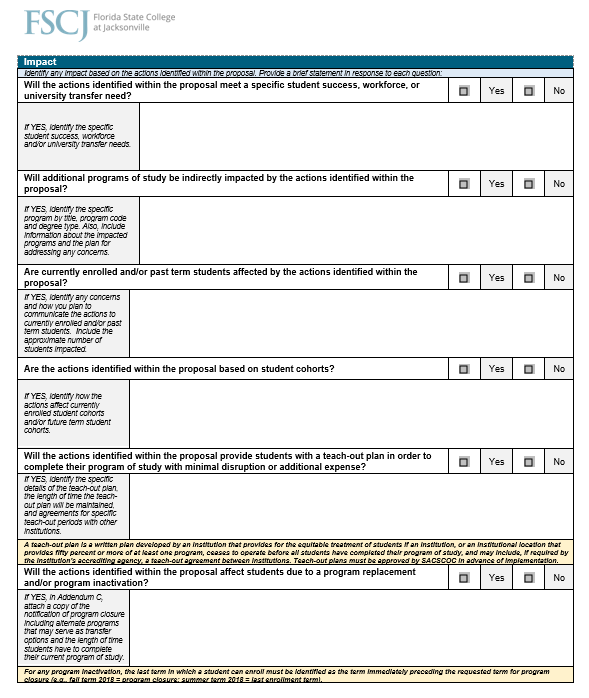 FSCJ Florida State College
at Jacksonville
Impact
Identify any impact based on the actions identified within the proposal. Provide a brief statement in response to each question:
Will the actions identified within the proposal meet a specific student success, workforce, or
university transfer need?
Yes
No
If YES, identify the specific
student success, workforce
and/or university transfer needs.
Will additional programs of study be indirectly impacted by the actions identified within the
proposal?
Yes
No
If YES, identify the specific
program by title, program code
and degree type. Also, include
information about the impacted
programs and the plan for
addressing any concerns.
Are currently enrolled and/or past term students affected by the actions identified within the
proposal?
Yes
No
If YES, identify any concerns
and how you plan to
communicate the actions to
currently enrolled and/or past
term students. Include the
approximate number of
students impacted.
Are the actions identified within the proposal based on student cohorts?
Yes
No
If YES, identify how the
actions affect currently
enrolled student cohorts
and/or future term student
cohorts.
Will the actions identified within the proposal provide students with a teach-out plan in order to
complete their program of study with minimal disruption or additional expense?
Yes
No
If YES, identify the specific
details of the teach-out plan,
the length of time the teach-
out plan will be maintained,
and agreements for specific
teach-out periods with other
institutions.
A teach-out plan is a written plan developed by an institution that provides for the equitable treatment of students if an institution, or an institutional location that
provides fifty percent or more of at least one program, ceases to operate before all students have completed their program of study, and may include, if required by
the institution's accrediting agency, a teach-out agreement between institutions. Teach-out plans must be approved by SACSCOC in advance of implementation.
Will the actions identified within the proposal affect students due to a program replacement
and/or program inactivation?
Yes
No
If YES, in Addendum C,
attach a copy of the
notification of program closure
including alternate programs
that may serve as transfer
options and the length of time
students have to complete
their current program of study.
For any program inactivation, the last term in which a student can enroll must be identified as the term immediately preceding the requested term for program
closure (e.g., fall term 2018 = program closure; summer term 2018 = last enrollment term).